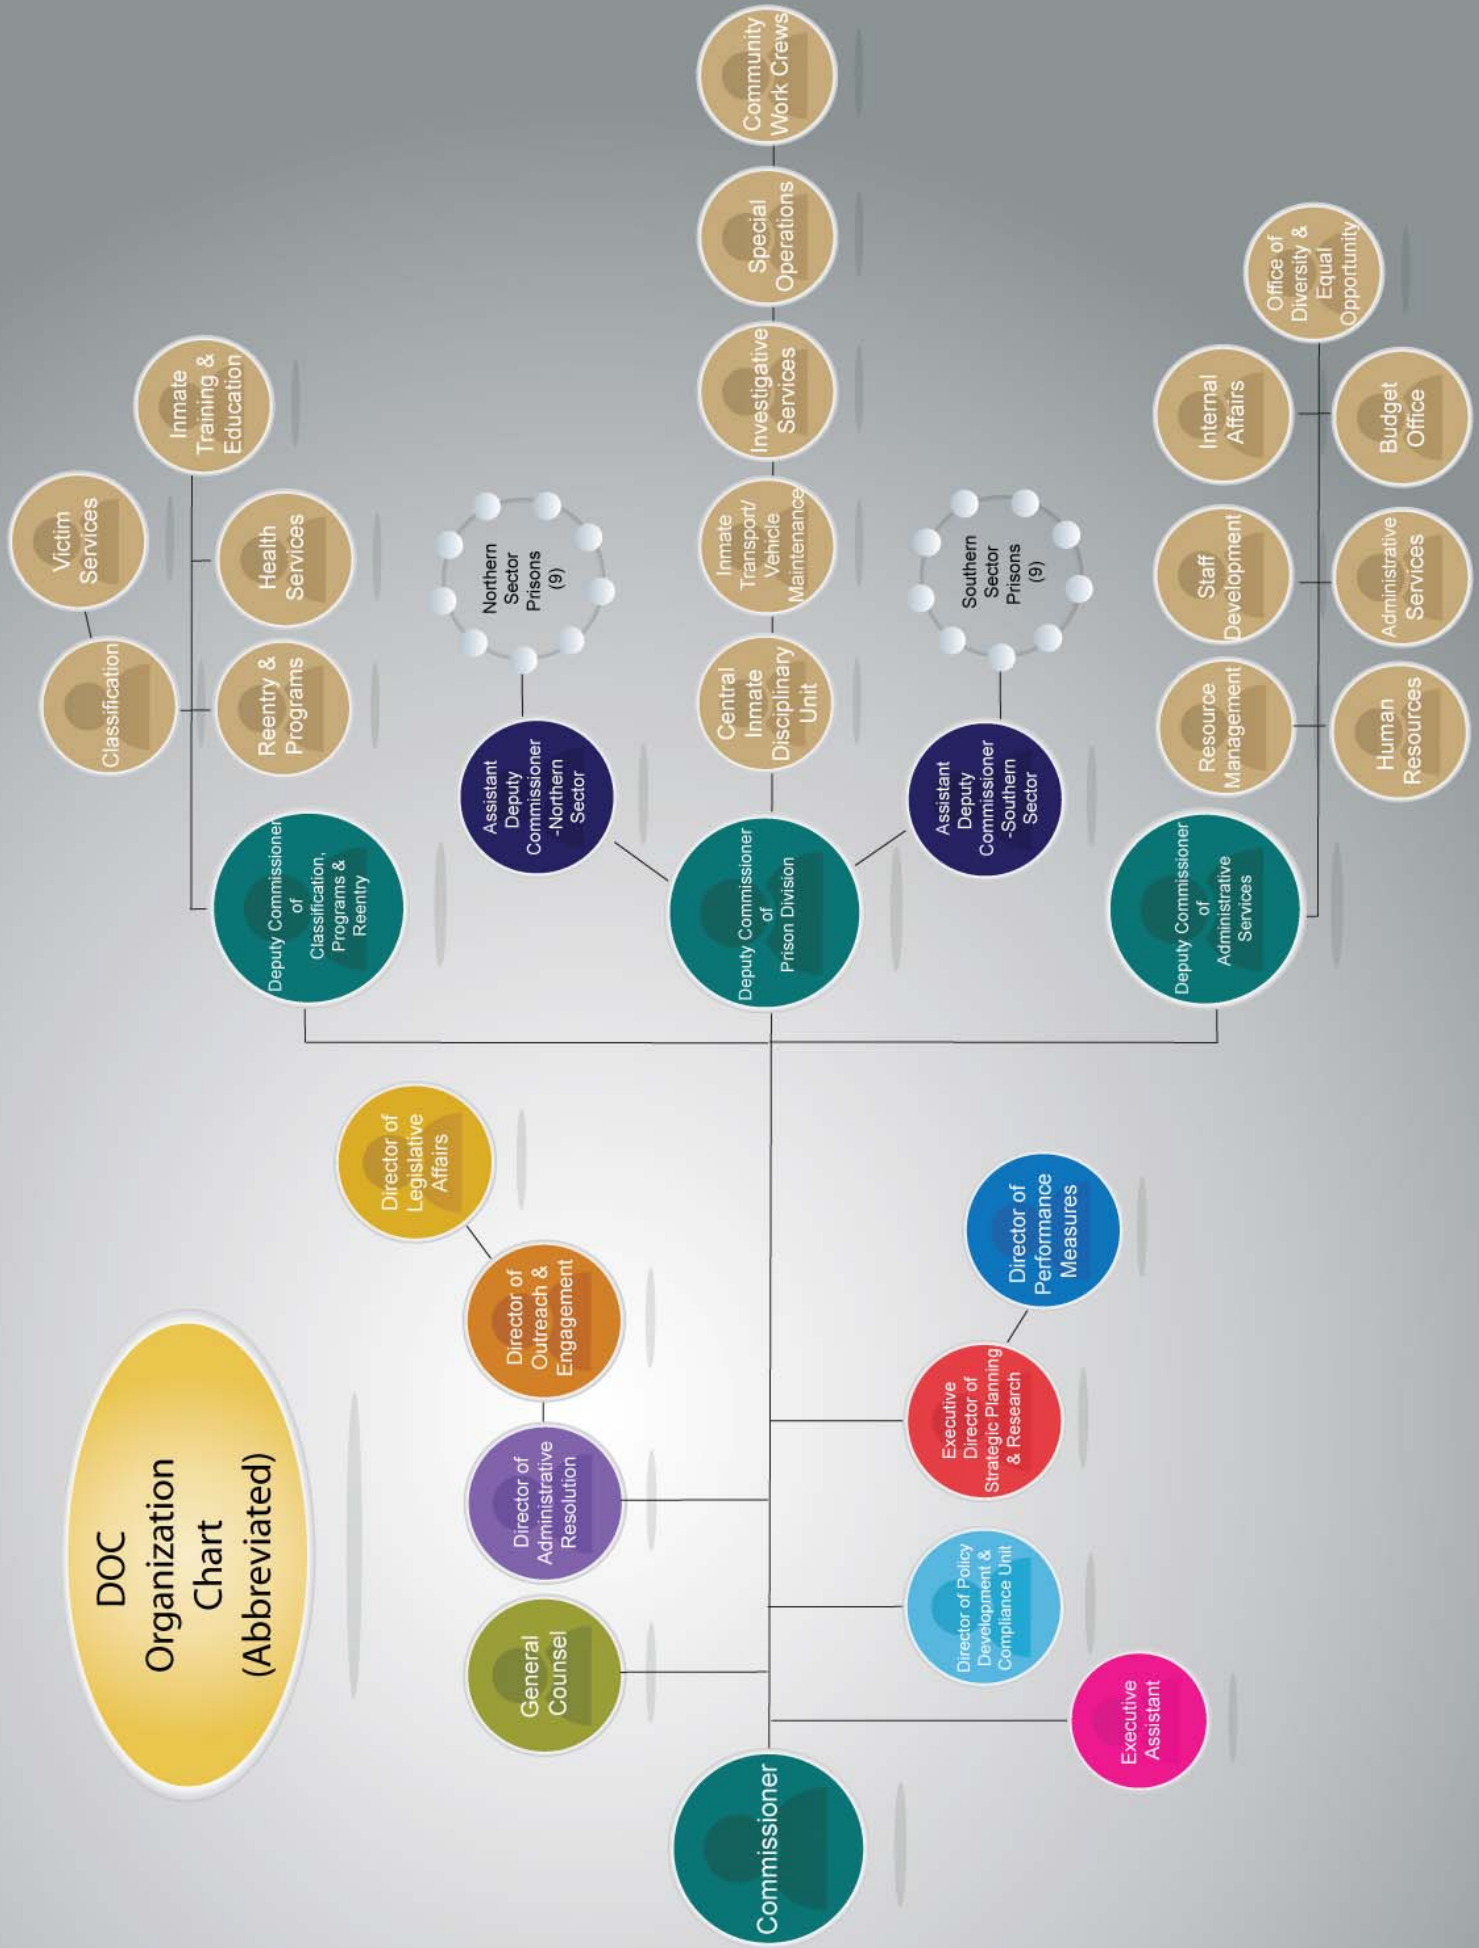 DOC
Organization
Chart
(Abbreviated)
Commissioner
General
Counsel
Director of
Administrative
Resolution
Director of
Outreach &
Engagement
Director of
Legislative
Affairs
Executive
Assistant
Director of Policy
Development &
Compliance Unit
Executive
Director of
Strategic Planning
& Research
Director of
Performance
Measures
Deputy Commissioner
of
Classification,
Programs &
Reentry
Classification
Victim
Services
Reentry &
Programs
Health
Services
Inmate
Training &
Education
Deputy Commissioner
of
Prison Division
Assistant
Deputy
Commissioner
-Northern
Sector
Northern
Sector
Prisons
(9)
Central
Inmate
Disciplinary
Unit
Inmate
Transport/
Vehicle
Maintenance
Investigative
Services
Special
Operations
Community
Work Crews
Assistant
Deputy
Commissioner
-Southern
Sector
Southern
Sector
Prisons
(9)
Deputy Commissioner
of
Administrative
Services
Resource
Management
Staff
Development
Internal
Affairs
Office of
Diversity &
Equal
Opportunity
Human
Resources
Administrative
Services
Budget
Office